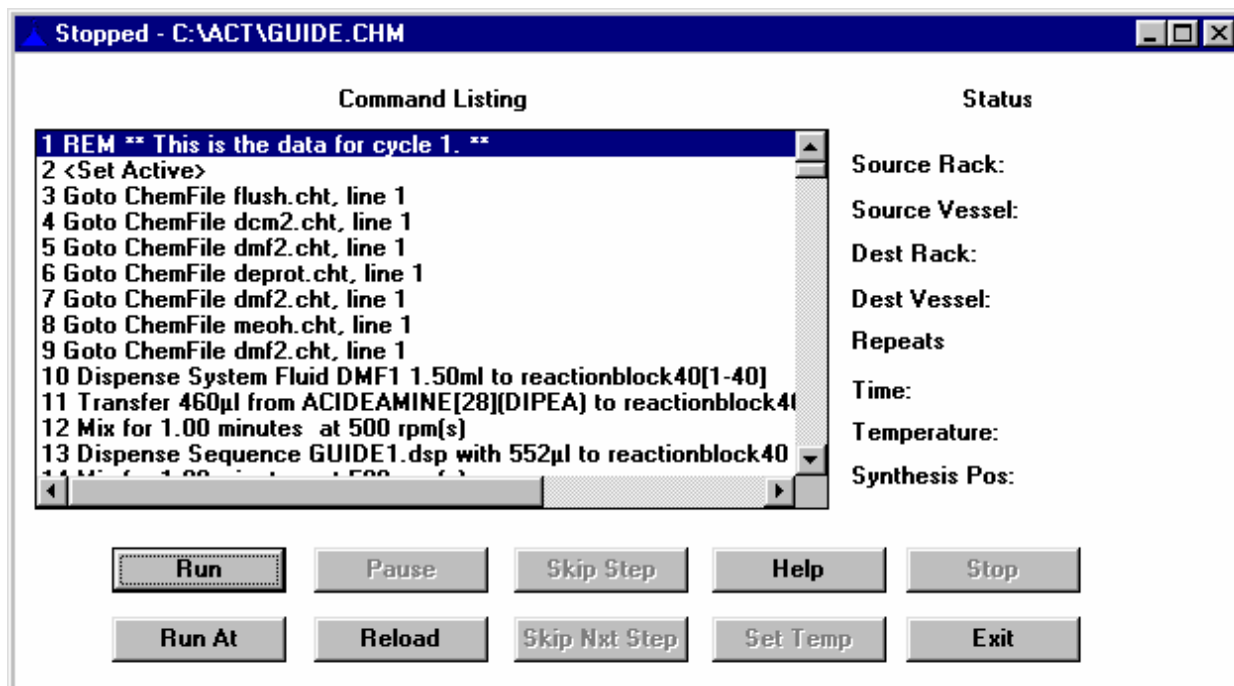 Stopped - C:\ACT\GUIDE.CHM
Command Listing
Status
1 REM ** This is the data for cycle 1. **
2 <Set Active>
3 Goto ChemFile flush.cht, line 1
4 Goto ChemFile dcm2.cht, line 1
5 Goto ChemFile dmf2.cht, line 1
6 Goto ChemFile deprot.cht, line 1
7 Goto ChemFile dmf2.cht, line 1
8 Goto ChemFile meoh.cht, line 1
9 Goto ChemFile dmf2.cht, line 1
10 Dispense System Fluid DMF1 1.50ml to reactionblock40[1-40]
11 Transfer 460µl from ACIDEAMINE[28](DIPEA) to reactionblock4
12 Mix for 1.00 minutes  at 500 rpm(s)
13 Dispense Sequence GUIDE1.dsp with 552µl to reactionblock40
Source Rack:
Source Vessel:
Dest Rack:
Dest Vessel:
Repeats
Time:
Temperature:
Synthesis Pos:
Run
Pause
Skip Step
Help
Stop
Run At
Reload
Skip Nxt Step
Set Temp
Exit